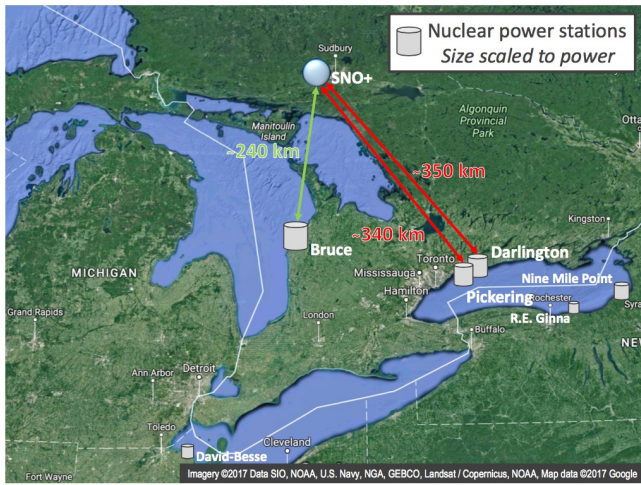 Nuclear power stations
Size scaled to power
Sudbury
SNO+
Algonquin
Provincial
Park
Otta
Manitoulin
Island
~240 km
~350 km
Kingston
~340 km
Bruce
Darlington
Toronto
MICHIGAN
Mississauga
Nine Mile Point
Hamilton
Pickering
Rochester
Syra
Grand Rapids
London
R.E. Ginna
Buffalo
NEW
Ann Arbor
Detroit
Toledo
David-Besse
Cleveland
Fort Wayne
Imagery ©2017 Data SIO, NOAA, U.S. Navy, NGA, GEBCO, Landsat / Copernicus, NOAA, Map data ©2017 Google